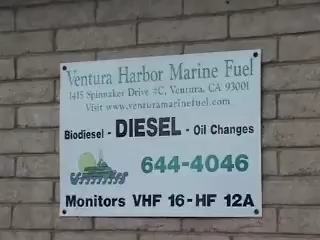 Ventura Harbor Marine Fuel
1415 Spinnaker Drive #C, Ventura, CA 93001
Visit www.venturamarinefuel.com
Biodiesel - DIESEL - Oil Changes
644-4046
Monitors VHF 16-HF 12A